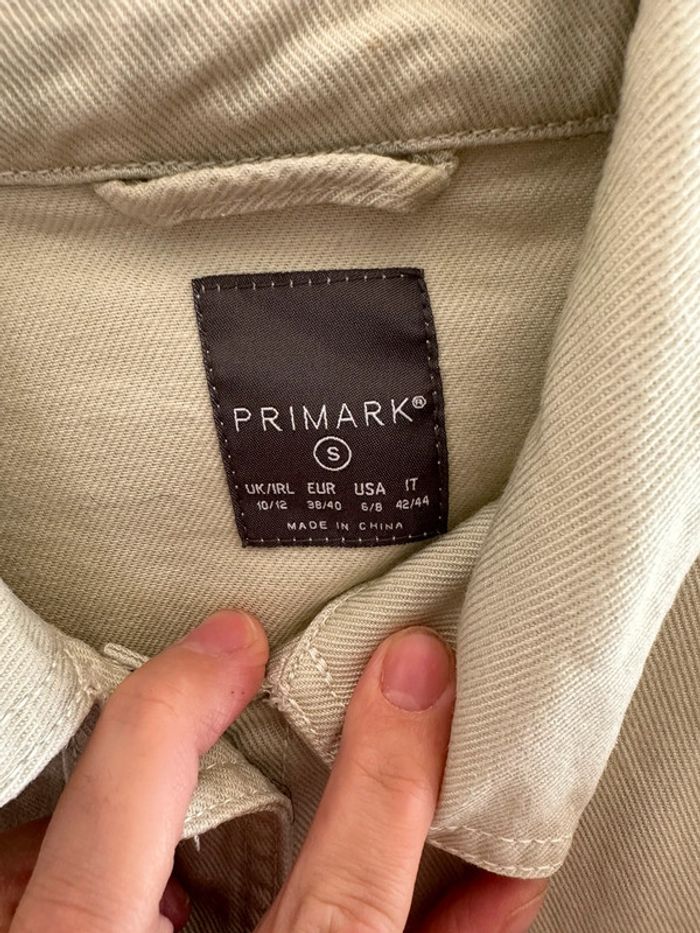 PRIMARK®
S
UK/IRL EUR USA IT
10/12 38/40 6/8 42/44
MADE IN CHINA